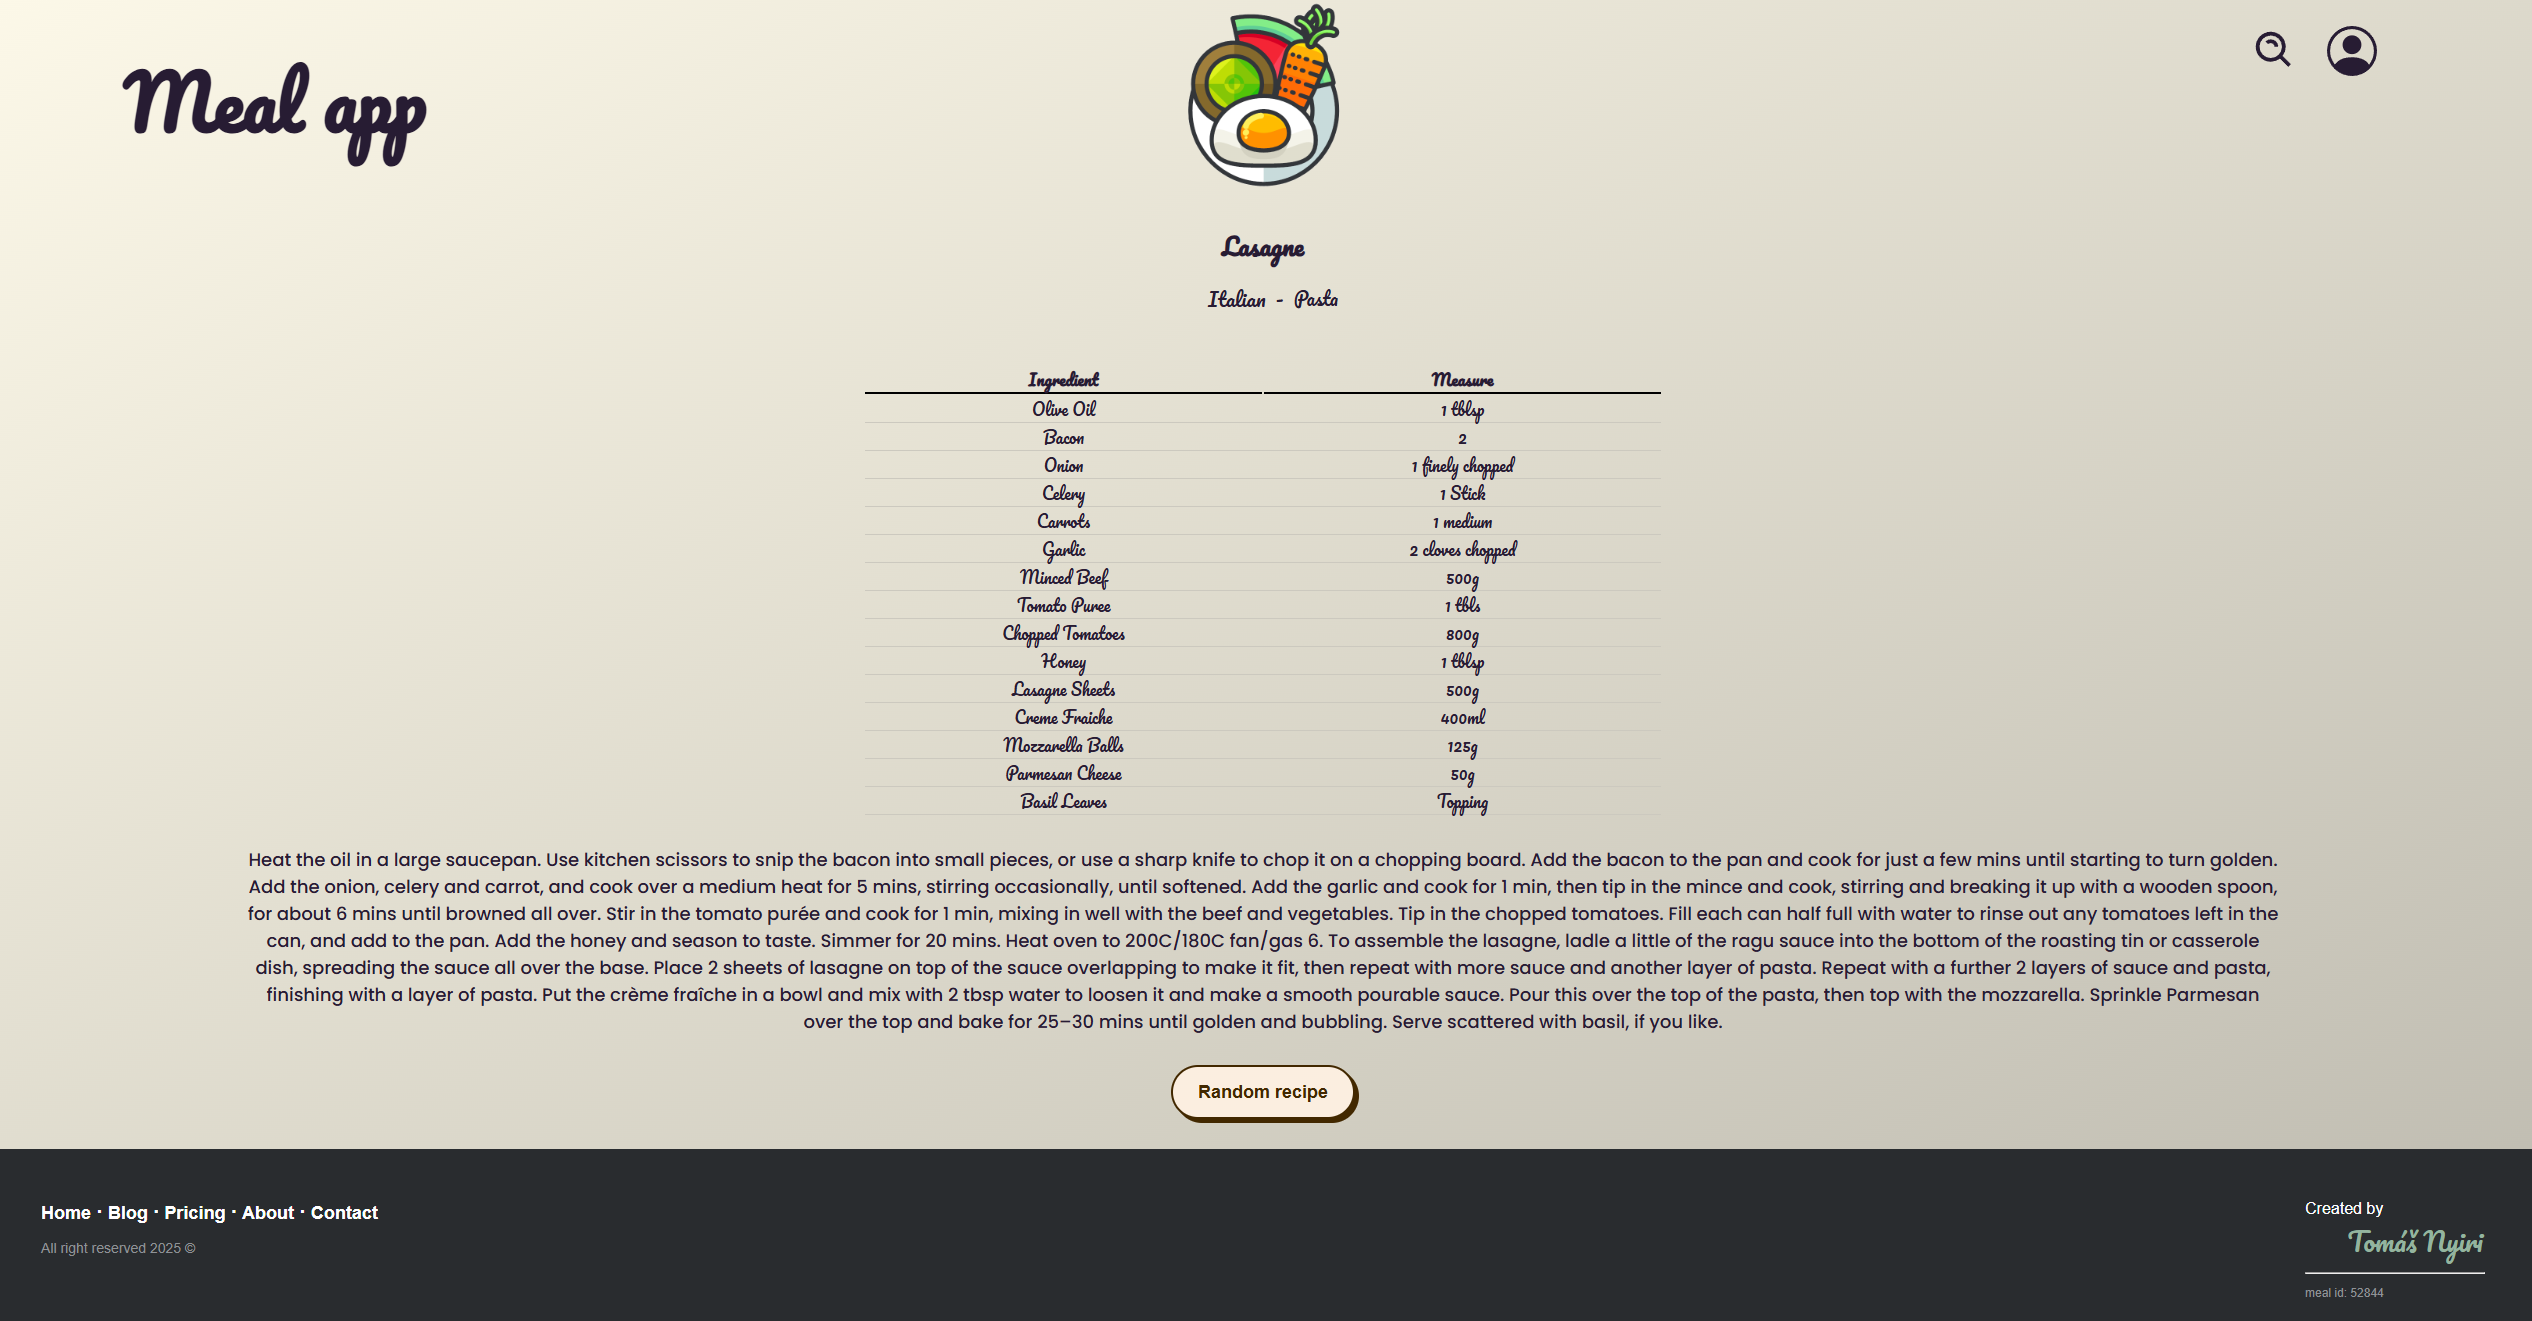 Meal app
Lasagne
Italian - Pasta
Ingredient Measure
Olive Oil 1 tblsp
Bacon 2
Onion 1 finely chopped
Celery 1 Stick
Carrots 1 medium
Garlic 2 cloves chopped
Minced Beef 500g
Tomato Puree 1 tbls
Chopped Tomatoes 800g
Honey 1 tblsp
Lasagne Sheets 500g
Creme Fraiche 400ml
Mozzarella Balls 125g
Parmesan Cheese 50g
Basil Leaves Topping
Heat the oil in a large saucepan. Use kitchen scissors to snip the bacon into small pieces, or use a sharp knife to chop it on a chopping board. Add the bacon to the pan and cook for just a few mins until starting to turn golden.
Add the onion, celery and carrot, and cook over a medium heat for 5 mins, stirring occasionally, until softened. Add the garlic and cook for 1 min, then tip in the mince and cook, stirring and breaking it up with a wooden spoon,
for about 6 mins until browned all over. Stir in the tomato purée and cook for 1 min, mixing in well with the beef and vegetables. Tip in the chopped tomatoes. Fill each can half full with water to rinse out any tomatoes left in the
can, and add to the pan. Add the honey and season to taste. Simmer for 20 mins. Heat oven to 200C/180C fan/gas 6. To assemble the lasagne, ladle a little of the ragu sauce into the bottom of the roasting tin or casserole
dish, spreading the sauce all over the base. Place 2 sheets of lasagne on top of the sauce overlapping to make it fit, then repeat with more sauce and another layer of pasta. Repeat with a further 2 layers of sauce and pasta,
finishing with a layer of pasta. Put the crème fraîche in a bowl and mix with 2 tbsp water to loosen it and make a smooth pourable sauce. Pour this over the top of the pasta, then top with the mozzarella. Sprinkle Parmesan
over the top and bake for 25–30 mins until golden and bubbling. Serve scattered with basil, if you like.
Random recipe
Home · Blog · Pricing · About · Contact
All right reserved 2025 ©
Created by
Tomáš Nyiri
meal id: 52844